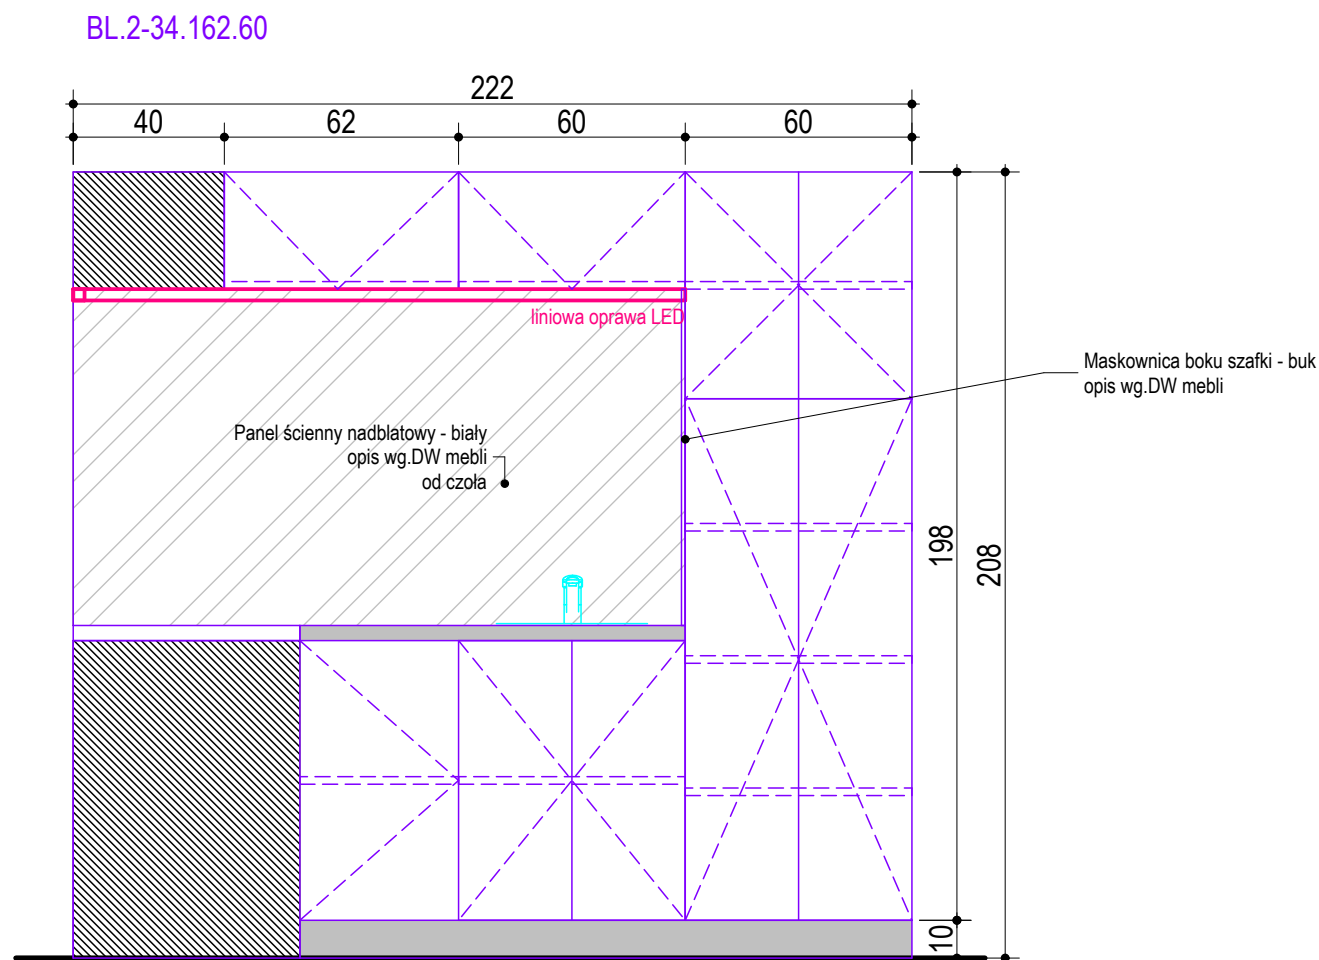 BL.2-34.162.60
222
40 62 60 60
liniowa oprawa LED
Maskownica boku szafki - buk
opis wg.DW mebli
Panel ścienny nadblatowy - biały
opis wg.DW mebli
od czoła
198
208
10